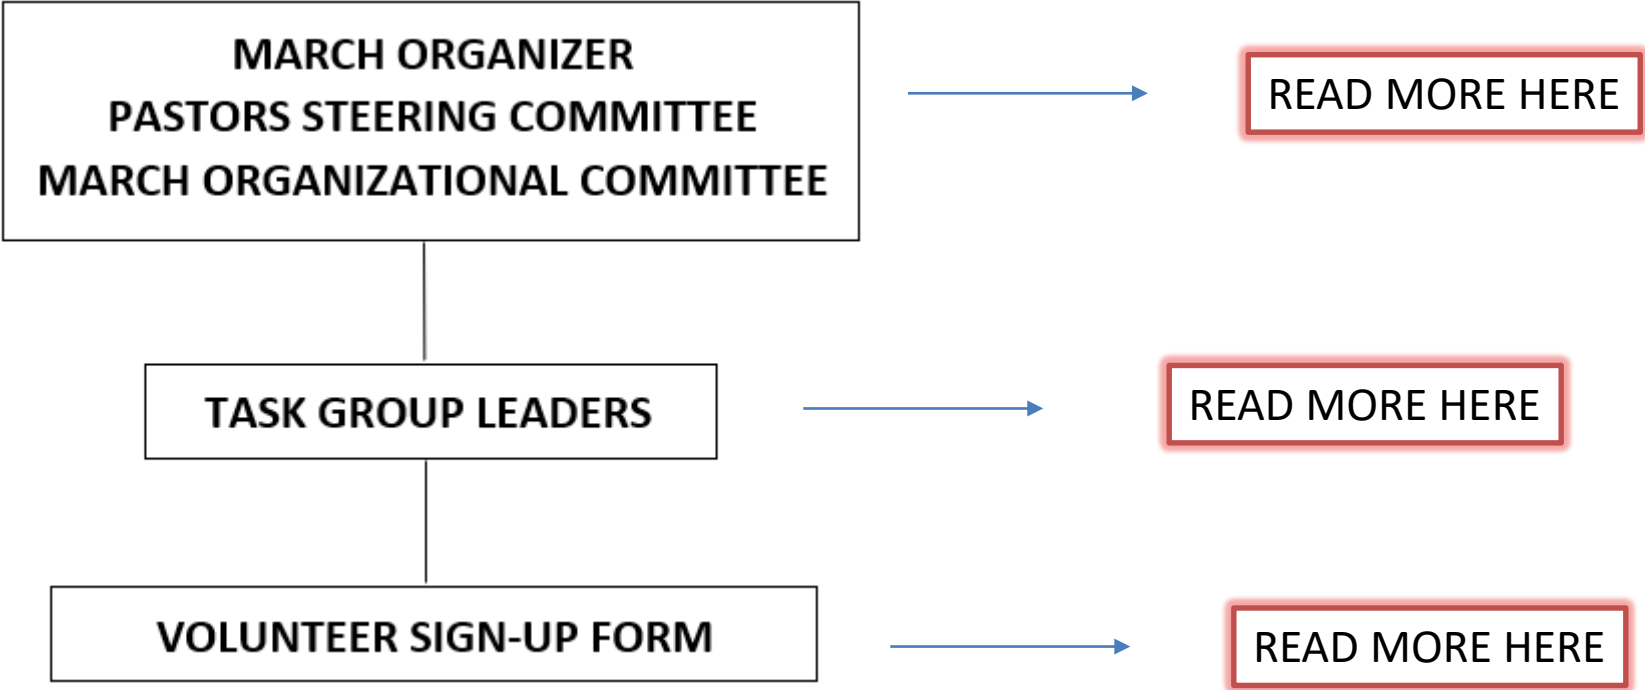 MARCH ORGANIZER
PASTORS STEERING COMMITTEE
MARCH ORGANIZATIONAL COMMITTEE
READ MORE HERE
TASK GROUP LEADERS
READ MORE HERE
VOLUNTEER SIGN-UP FORM
READ MORE HERE